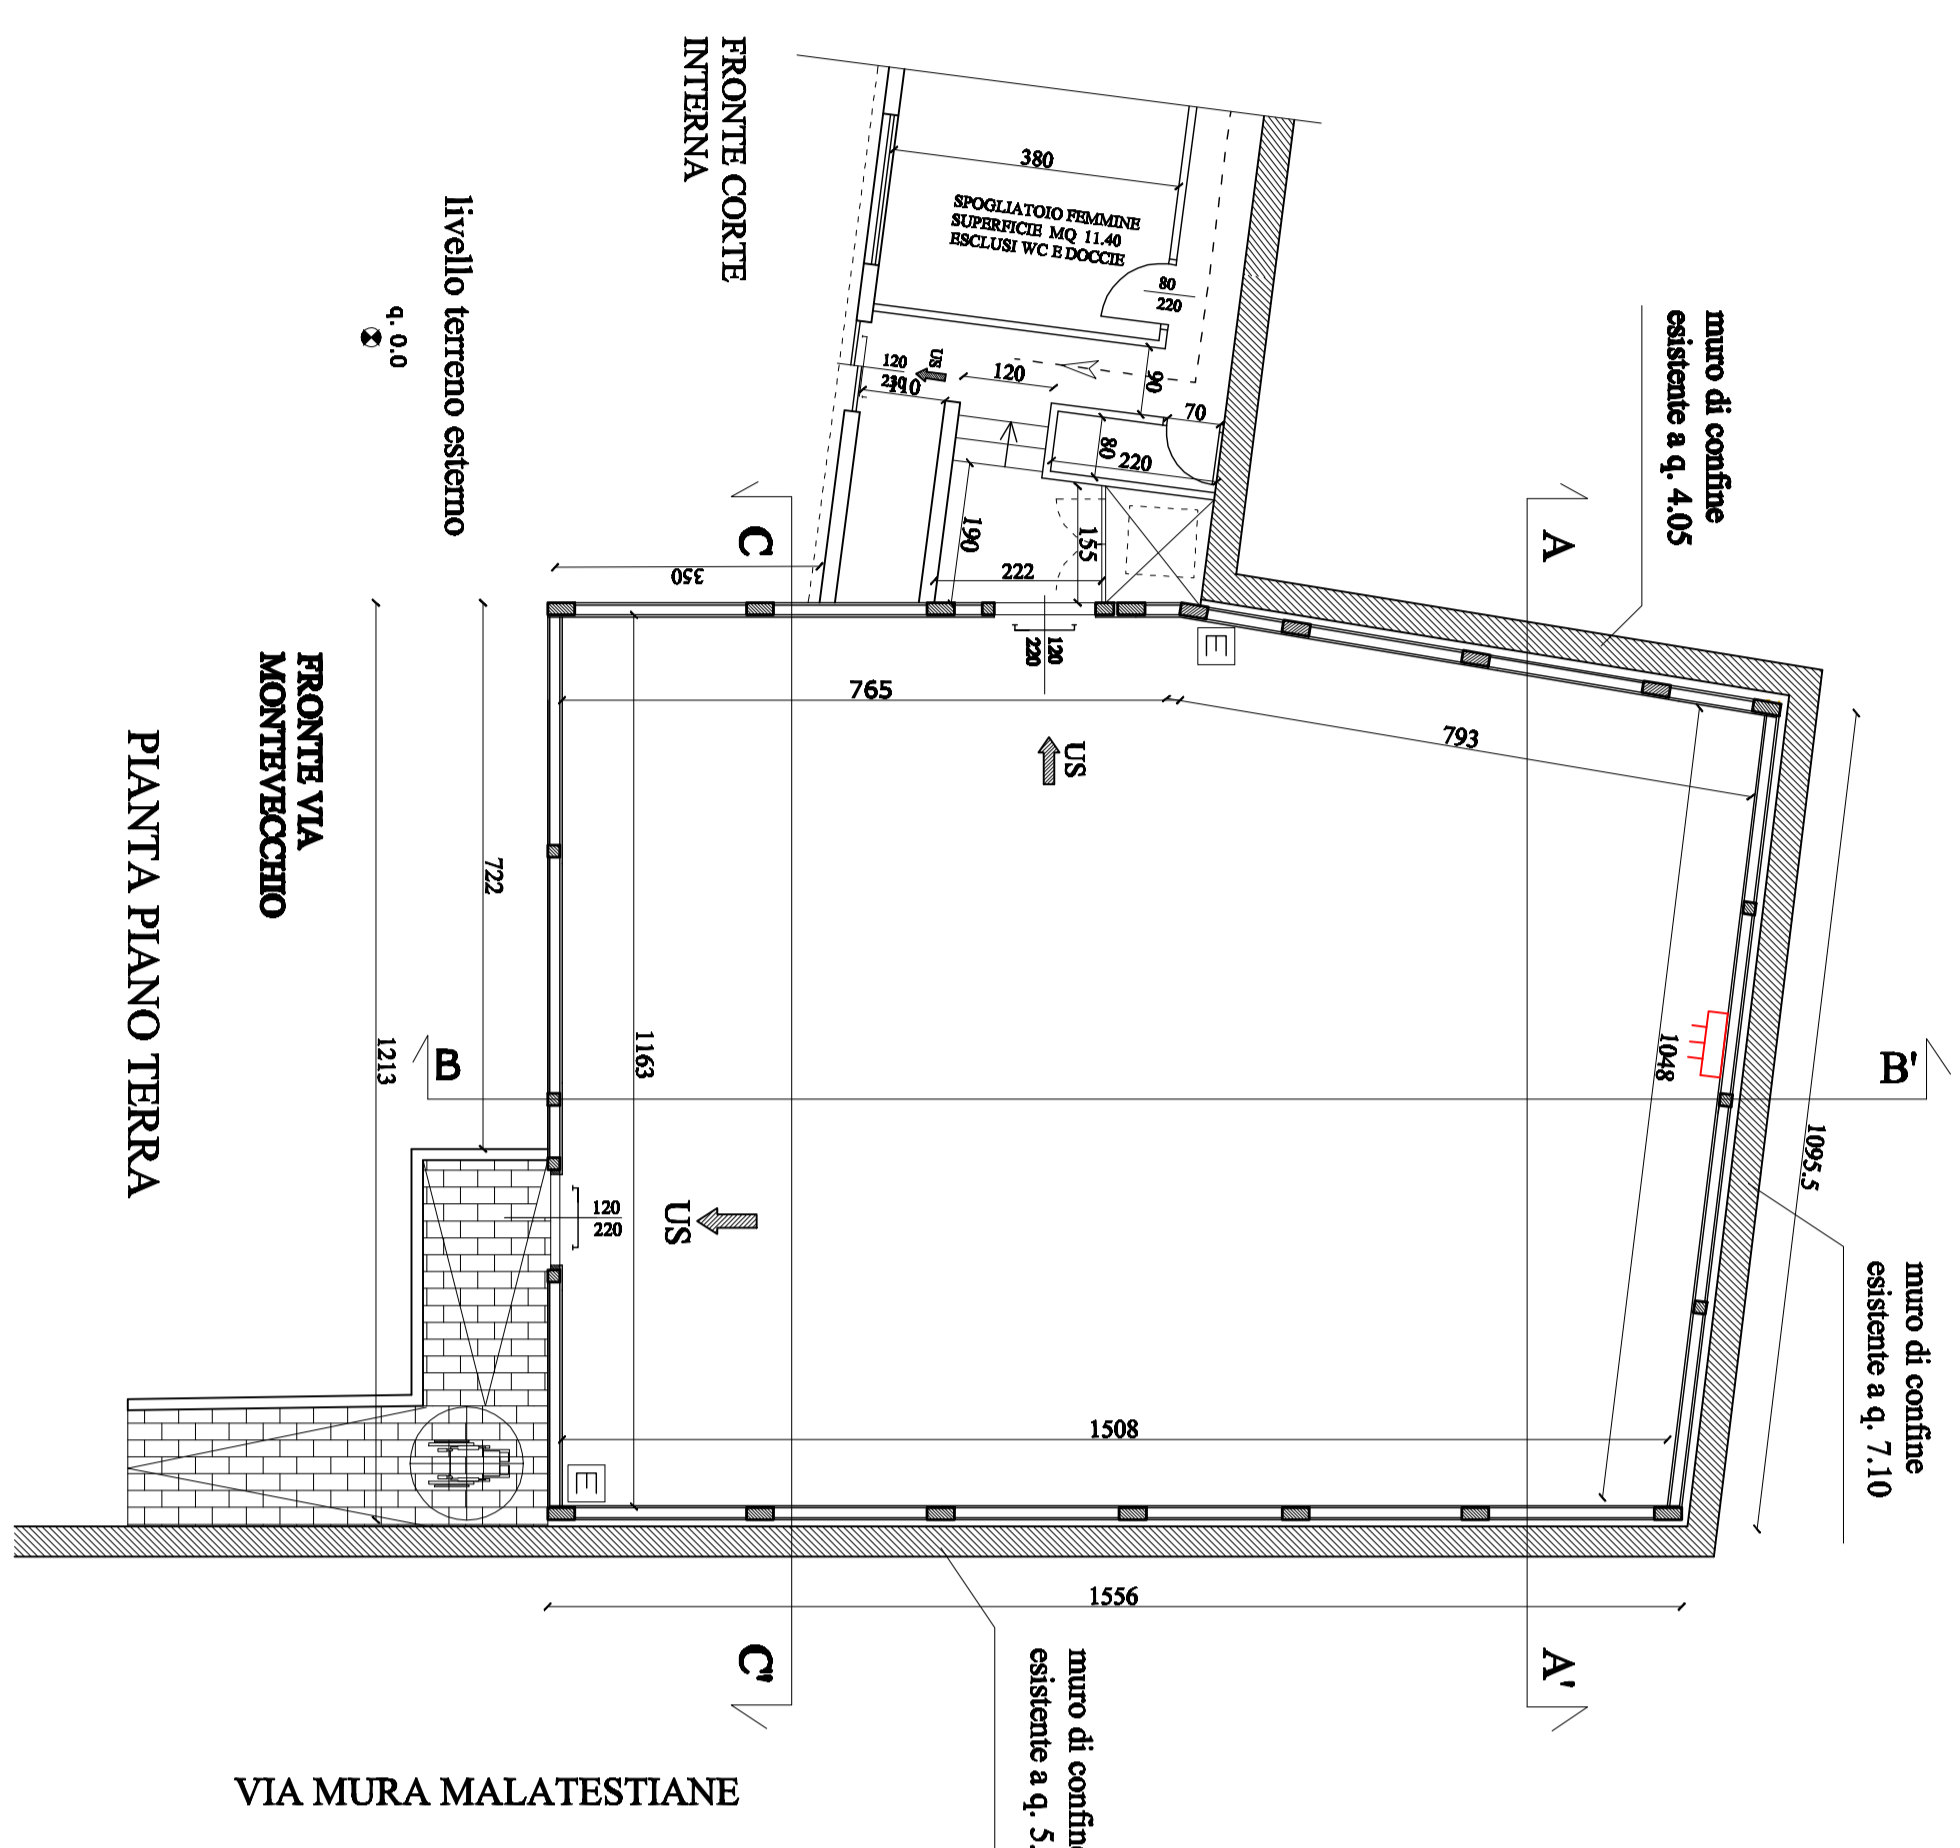 FRONTE CORTE
INTERNA
380
SPOGLIATOIO FEMMINE
SUPERFICIE MQ 11.40
ESCLUSI WC E DOCCIE
80
220
muro di confine
esistente a q. 4.05
livello terreno esterno
q. 0.0
US
120
230
110
120
90
70
80
220
190
155
222
350
C
A
120
220
E
765
793
US
FRONTE VIA
MONTEVECCHIO
PIANTA PIANO TERRA
722
1213
1163
B
B'
1048
1095.5
120
220
US
muro di confine
esistente a q. 7.10
1508
E
1556
C'
A'
muro di confine
esistente a q. 5.
VIA MURA MALATESTIANE